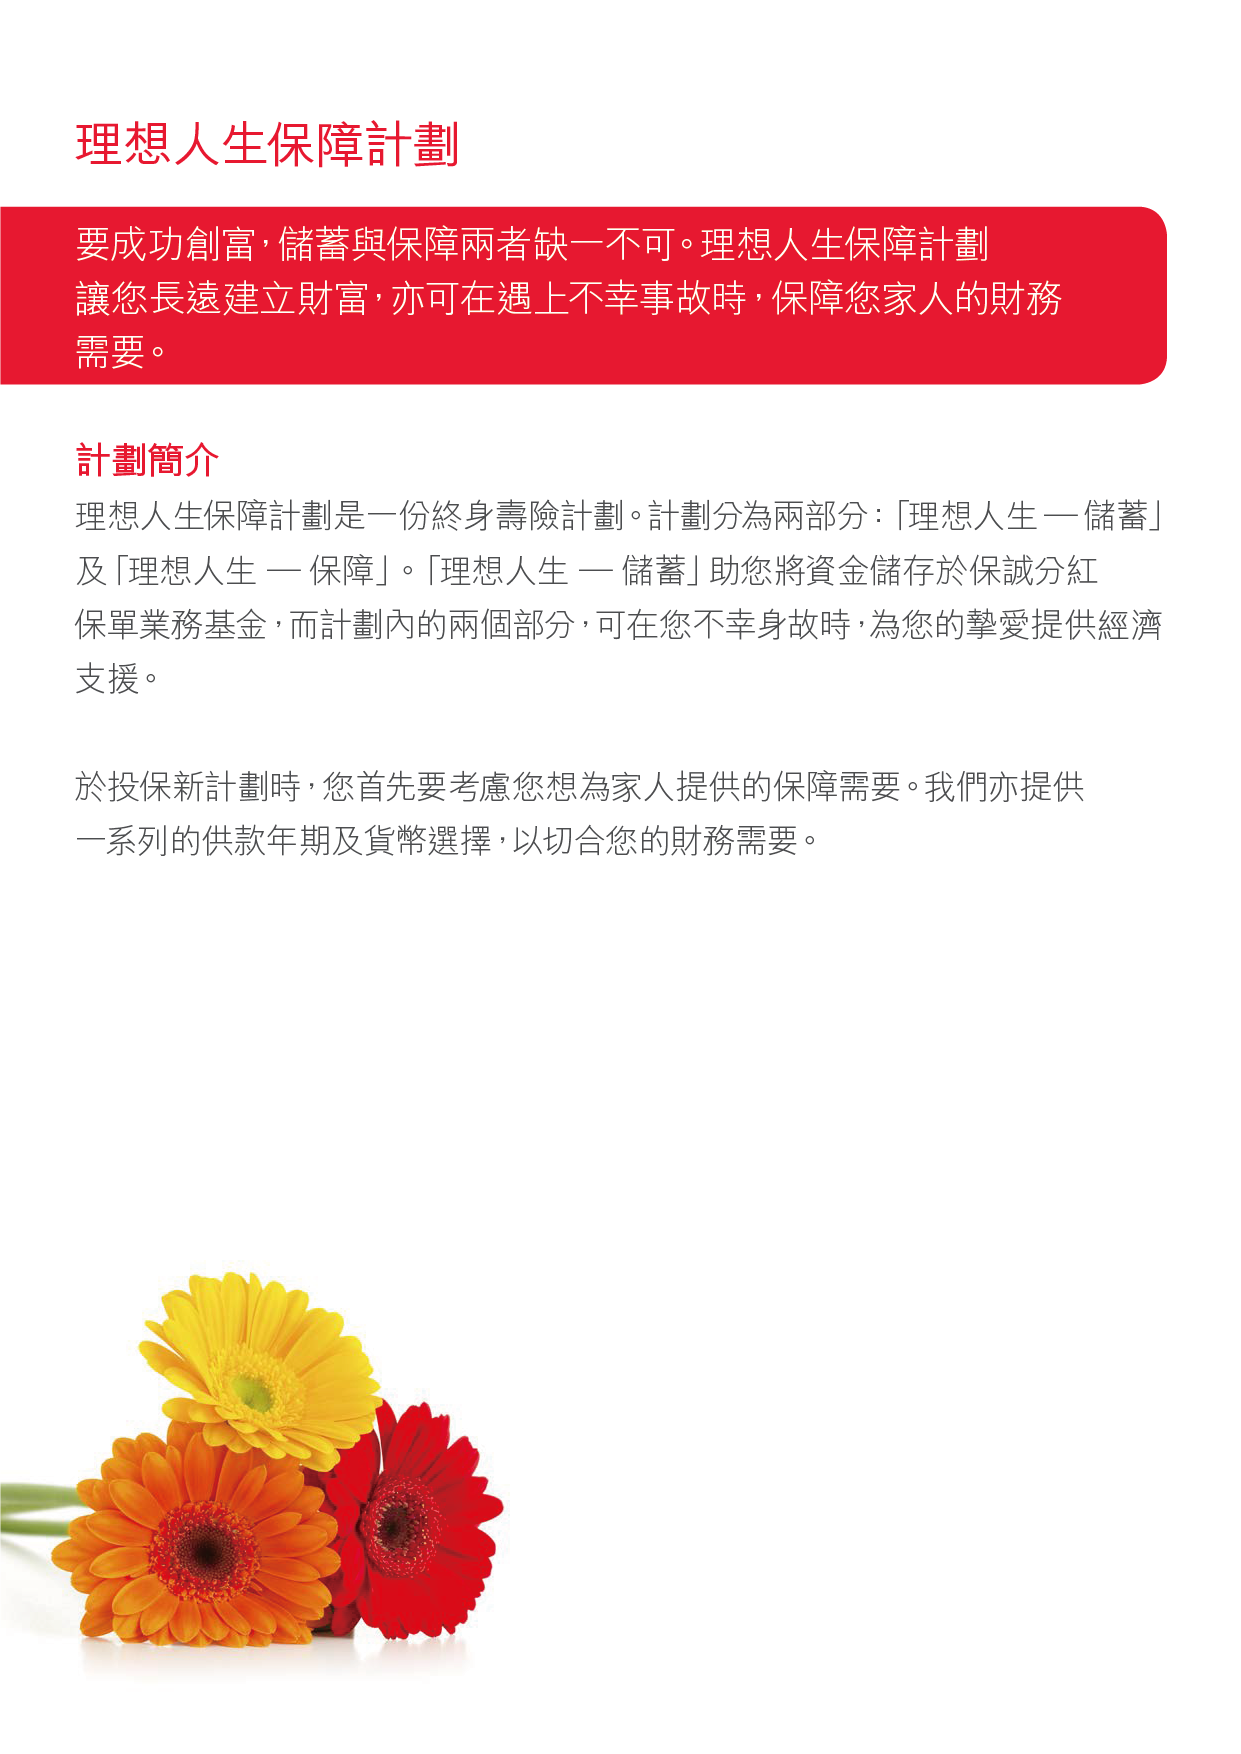 理想人生保障計劃
要成功創富，儲蓄與保障兩者缺一不可。理想人生保障計劃
讓您長遠建立財富，亦可在遇上不幸事故時，保障您家人的財務
需要。
計劃簡介
理想人生保障計劃是一份終身壽險計劃。計劃分為兩部分：「理想人生 — 儲蓄」
及「理想人生 — 保障」。「理想人生 — 儲蓄」助您將資金儲存於保誠分紅
保單業務基金，而計劃內的兩個部分，可在您不幸身故時，為您的摯愛提供經濟
支援。
於投保新計劃時，您首先要考慮您想為家人提供的保障需要。我們亦提供
一系列的供款年期及貨幣選擇，以切合您的財務需要。